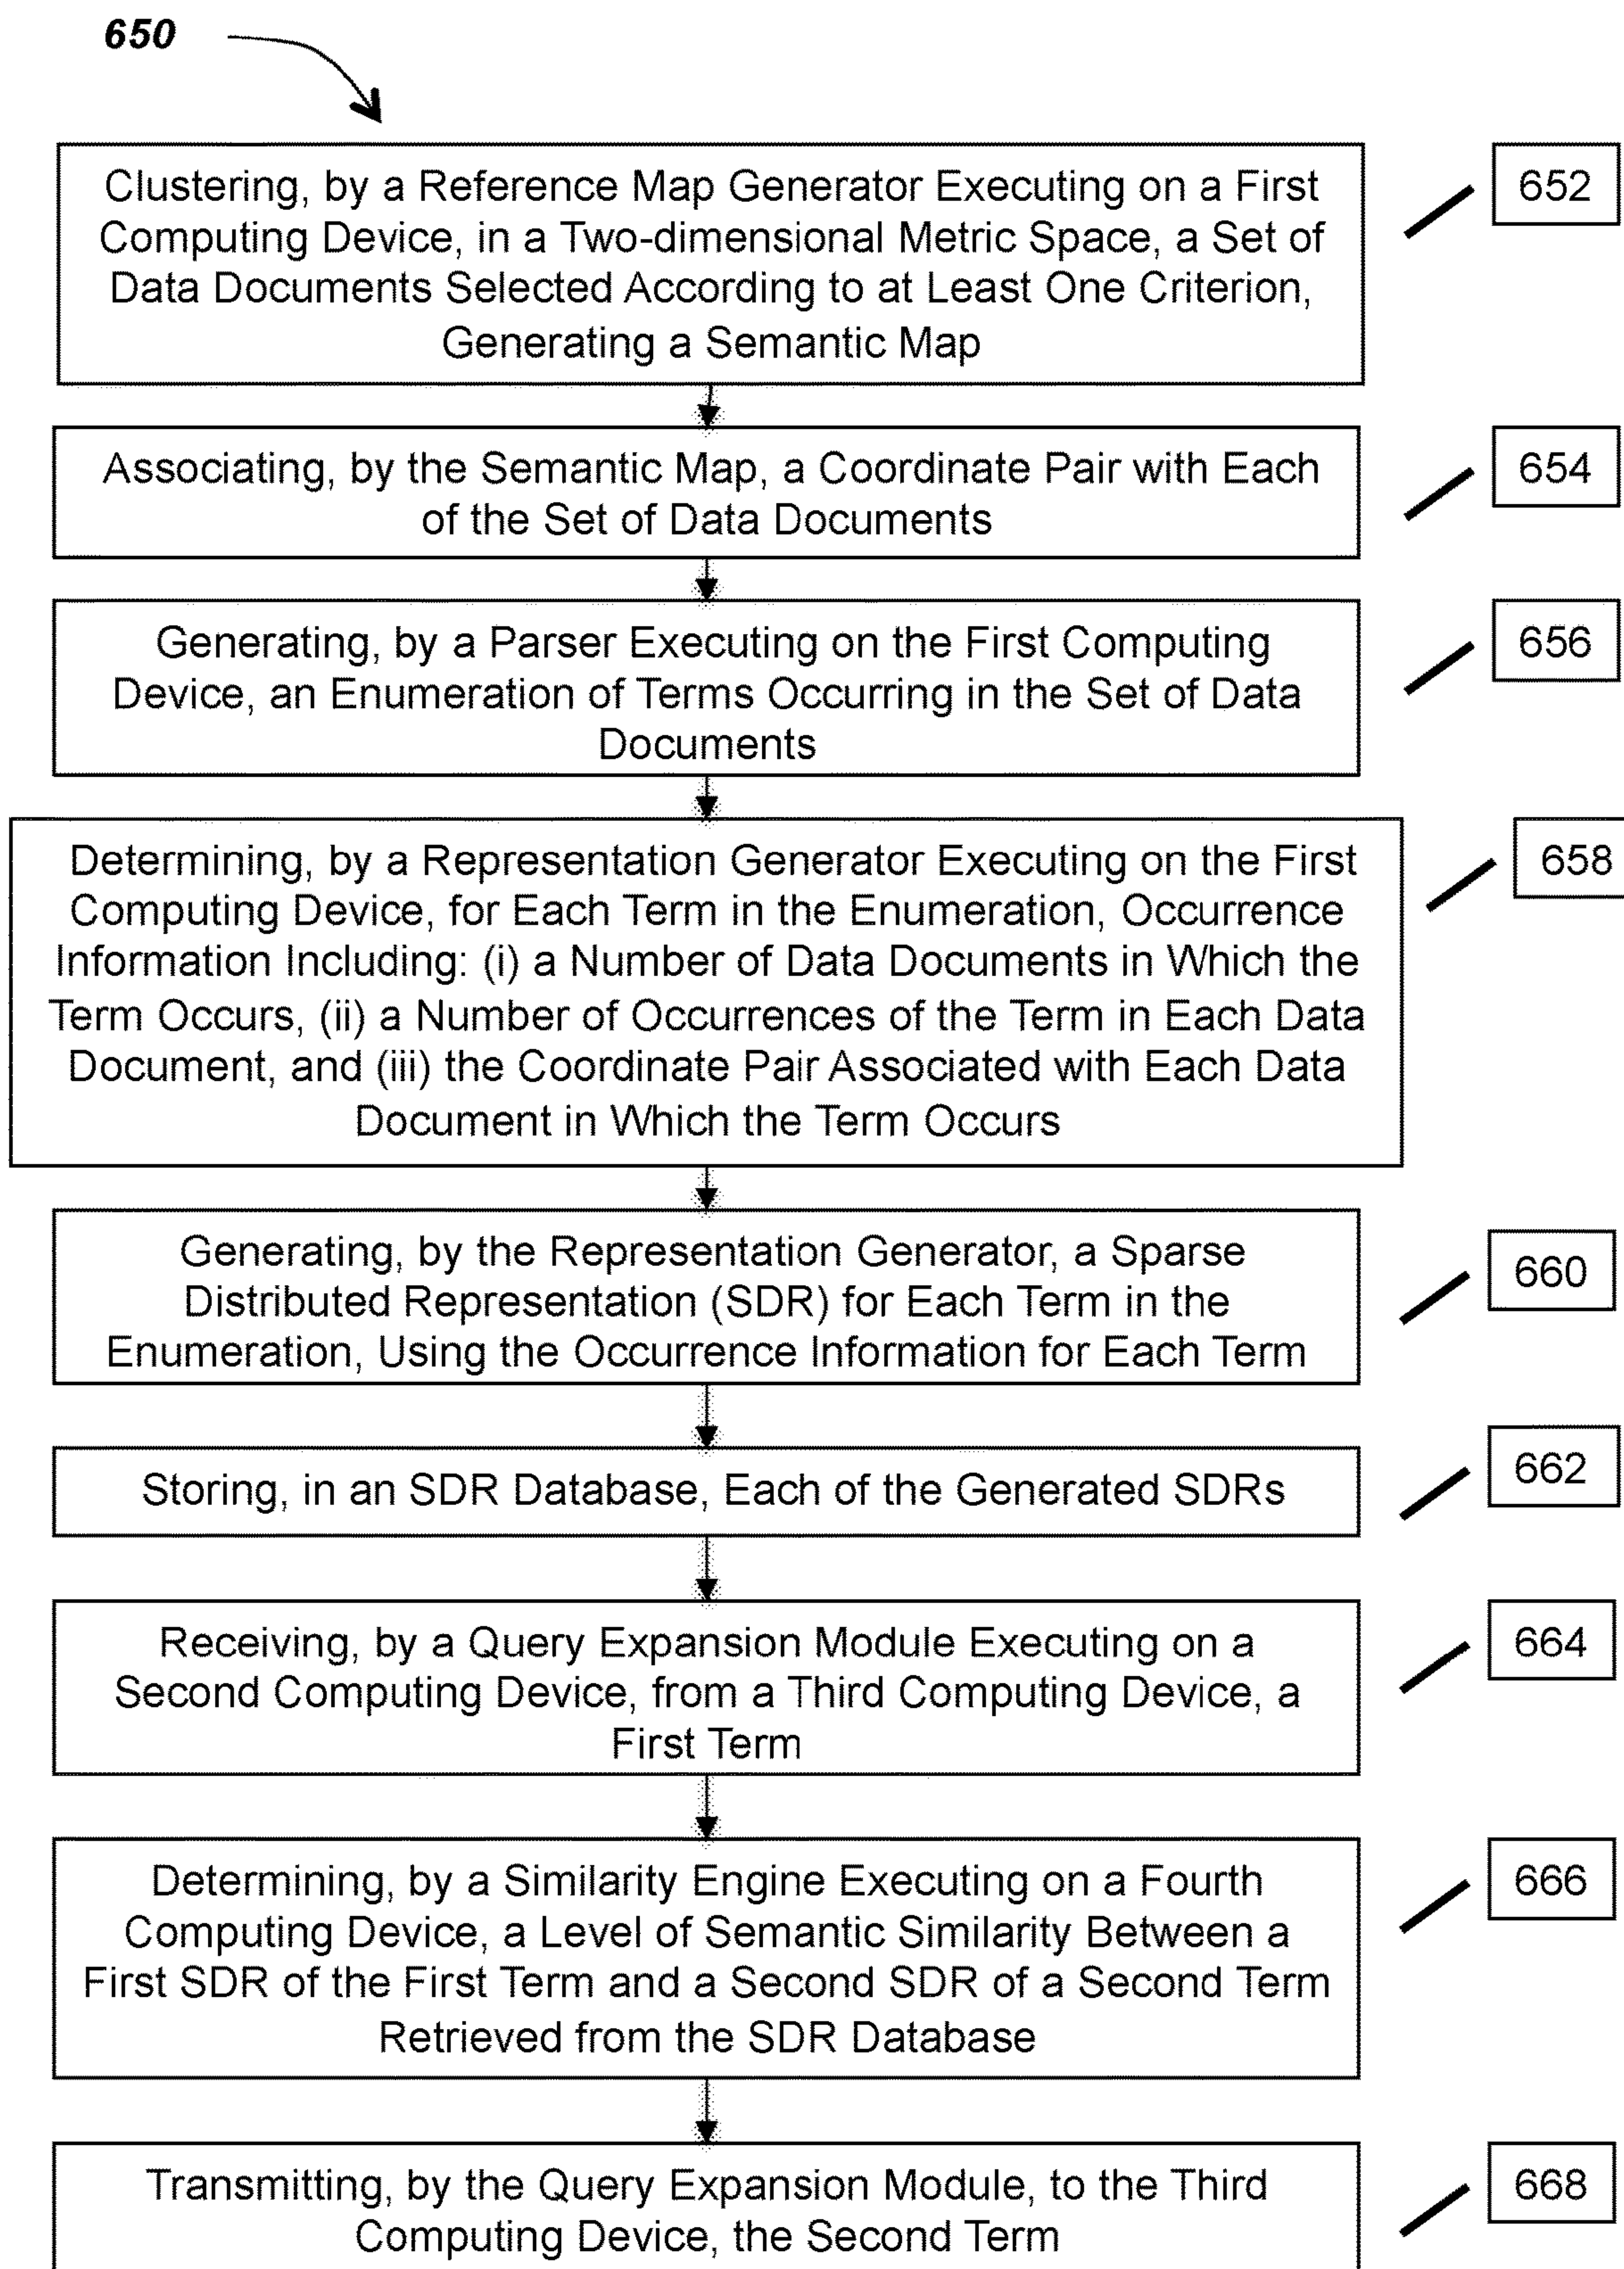 650
Clustering, by a Reference Map Generator Executing on a First
Computing Device, in a Two-dimensional Metric Space, a Set of
Data Documents Selected According to at Least One Criterion,
Generating a Semantic Map
652
Associating, by the Semantic Map, a Coordinate Pair with Each
of the Set of Data Documents
654
Generating, by a Parser Executing on the First Computing
Device, an Enumeration of Terms Occurring in the Set of Data
Documents
656
Determining, by a Representation Generator Executing on the First
Computing Device, for Each Term in the Enumeration, Occurrence
Information Including: (i) a Number of Data Documents in Which the
Term Occurs, (ii) a Number of Occurrences of the Term in Each Data
Document, and (iii) the Coordinate Pair Associated with Each Data
Document in Which the Term Occurs
658
Generating, by the Representation Generator, a Sparse
Distributed Representation (SDR) for Each Term in the
Enumeration, Using the Occurrence Information for Each Term
660
Storing, in an SDR Database, Each of the Generated SDRs
662
Receiving, by a Query Expansion Module Executing on a
Second Computing Device, from a Third Computing Device, a
First Term
664
Determining, by a Similarity Engine Executing on a Fourth
Computing Device, a Level of Semantic Similarity Between a
First SDR of the First Term and a Second SDR of a Second Term
Retrieved from the SDR Database
666
Transmitting, by the Query Expansion Module, to the Third
Computing Device, the Second Term
668